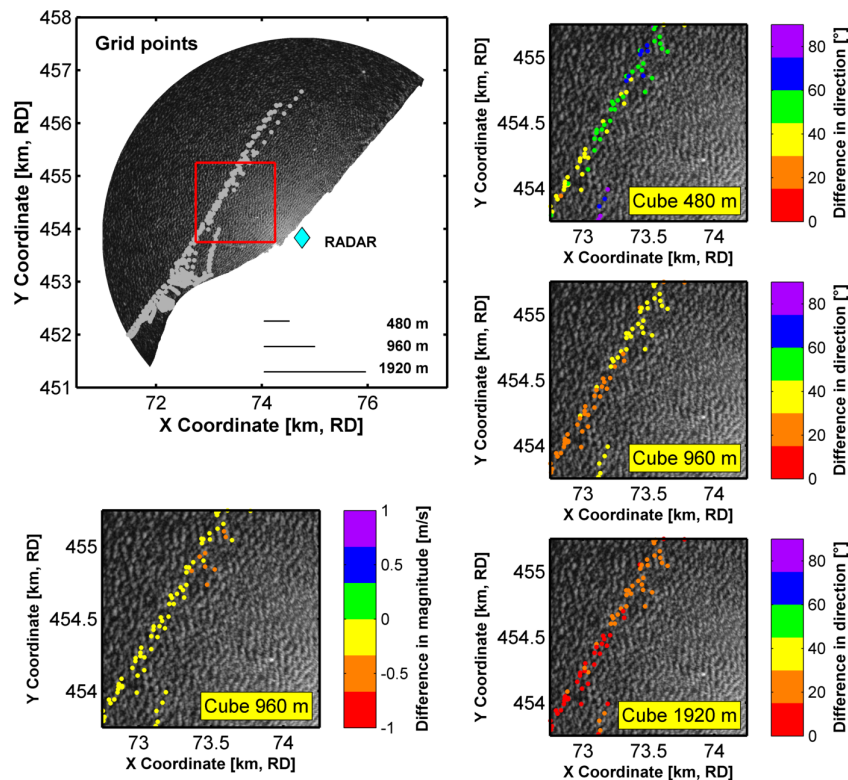 458
457
456
455
454
453
452
451
Y Coordinate [km, RD]
Grid points
RADAR
480 m
960 m
1920 m
72
74
76
X Coordinate [km, RD]
455
454.5
454
Y Coordinate [km, RD]
Cube 480 m
73
73.5
74
X Coordinate [km, RD]
80
60
40
20
0
Difference in direction [°]
455
454.5
454
Y Coordinate [km, RD]
Cube 960 m
73
73.5
74
X Coordinate [km, RD]
80
60
40
20
0
Difference in direction [°]
455
454.5
454
Y Coordinate [km, RD]
Cube 960 m
73
73.5
74
X Coordinate [km, RD]
1
0.5
0
-0.5
-1
Difference in magnitude [m/s]
455
454.5
454
Y Coordinate [km, RD]
Cube 1920 m
73
73.5
74
X Coordinate [km, RD]
80
60
40
20
0
Difference in direction [°]